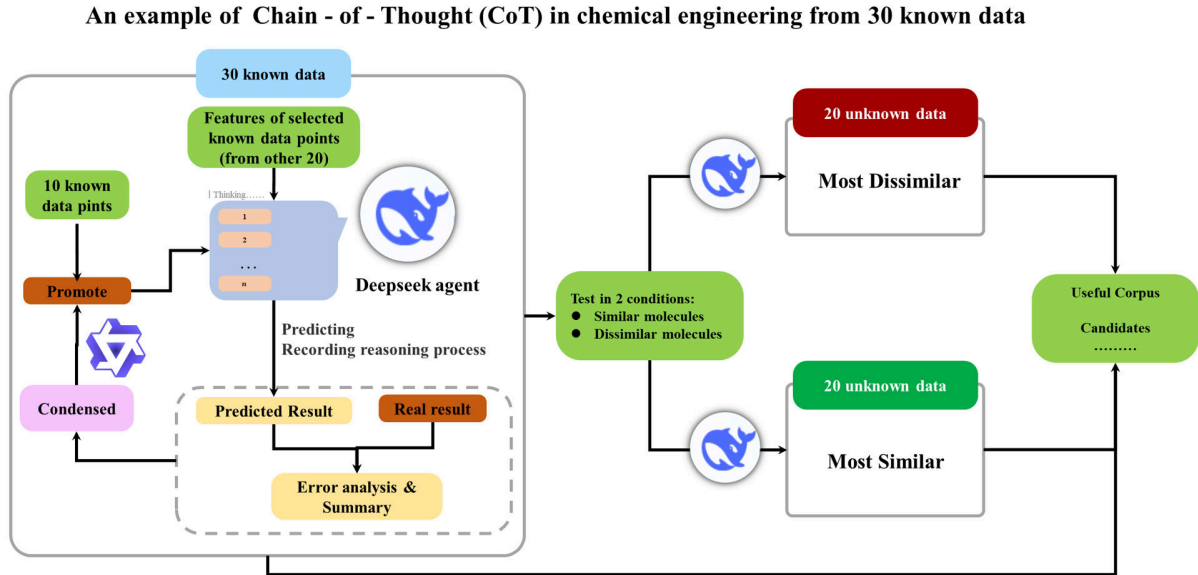 An example of Chain - of - Thought (CoT) in chemical engineering from 30 known data
30 known data
Features of selected
known data points
(from other 20)
10 known
data pints
Thinking……
1
2
...
n
Deepseek agent
Promote
Predicting
Recording reasoning process
Condensed
Predicted Result
Real result
Error analysis &
Summary
Test in 2 conditions:
● Similar molecules
● Dissimilar molecules
20 unknown data
Most Dissimilar
20 unknown data
Most Similar
Useful Corpus
Candidates
………